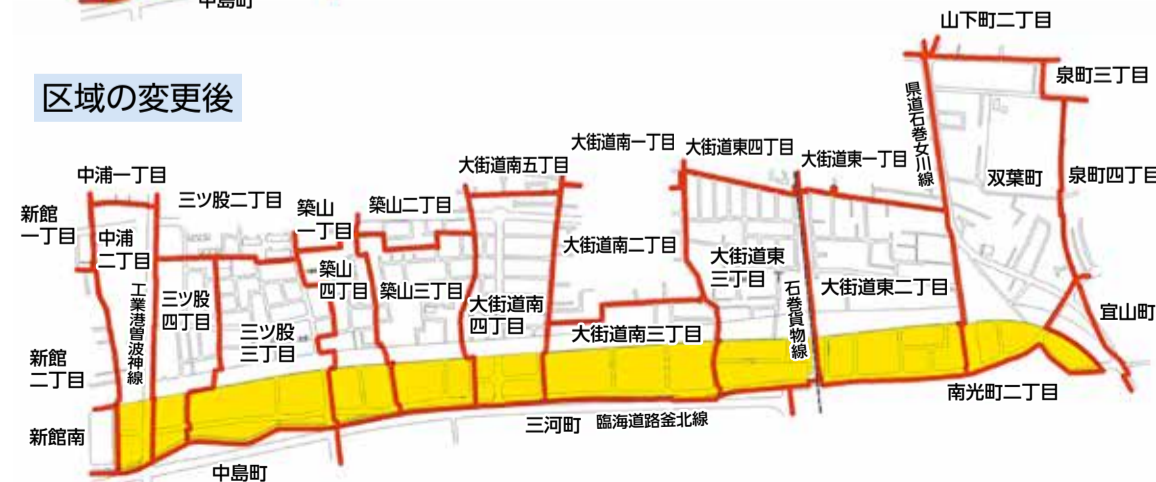 中島町
区域の変更後
山下町二丁目
泉町三丁目
県道石巻女川線
双葉町
泉町四丁目
大街道南一丁目
大街道東四丁目
大街道東一丁目
大街道南五丁目
中浦一丁目
三ツ股二丁目
築山
一丁目
築山二丁目
新館
一丁目
中浦
二丁目
工業港曽波神線
三ツ股
四丁目
三ツ股
三丁目
築山
四丁目
築山三丁目
大街道南
四丁目
大街道南二丁目
大街道南三丁目
大街道東
三丁目
石巻貨物線
大街道東二丁目
宜山町
新館
二丁目
新館南
南光町二丁目
三河町
臨海道路釜北線
中島町